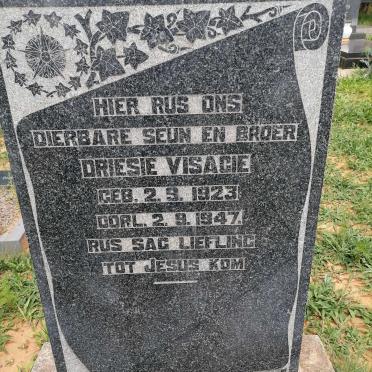 HIER RUS ONS
DIERBARE SEUN EN BROER
DRIESIE VISAGIE
GEB. 2.9.1923
OORL. 2.9.1947
RUS SAG LIEFLING
TOT JESUS KOM